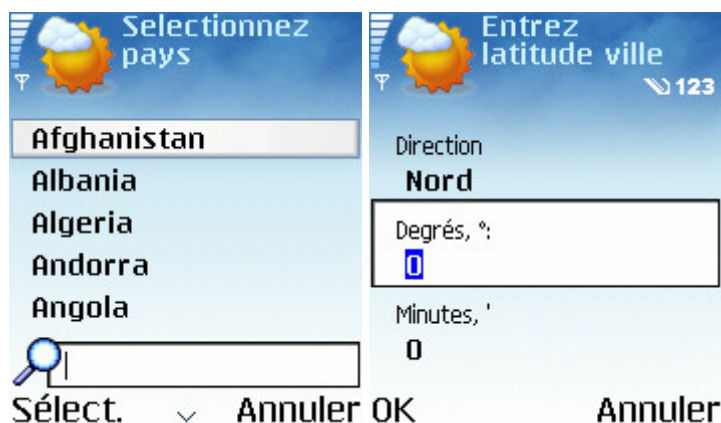 Selectionnez
pays
Afghanistan
Albania
Algeria
Andorra
Angola
Sélect.
Annuler
Entrez
latitude ville
123
Direction
Nord
Degrés, °:
0
Minutes, '
0
OK
Annuler